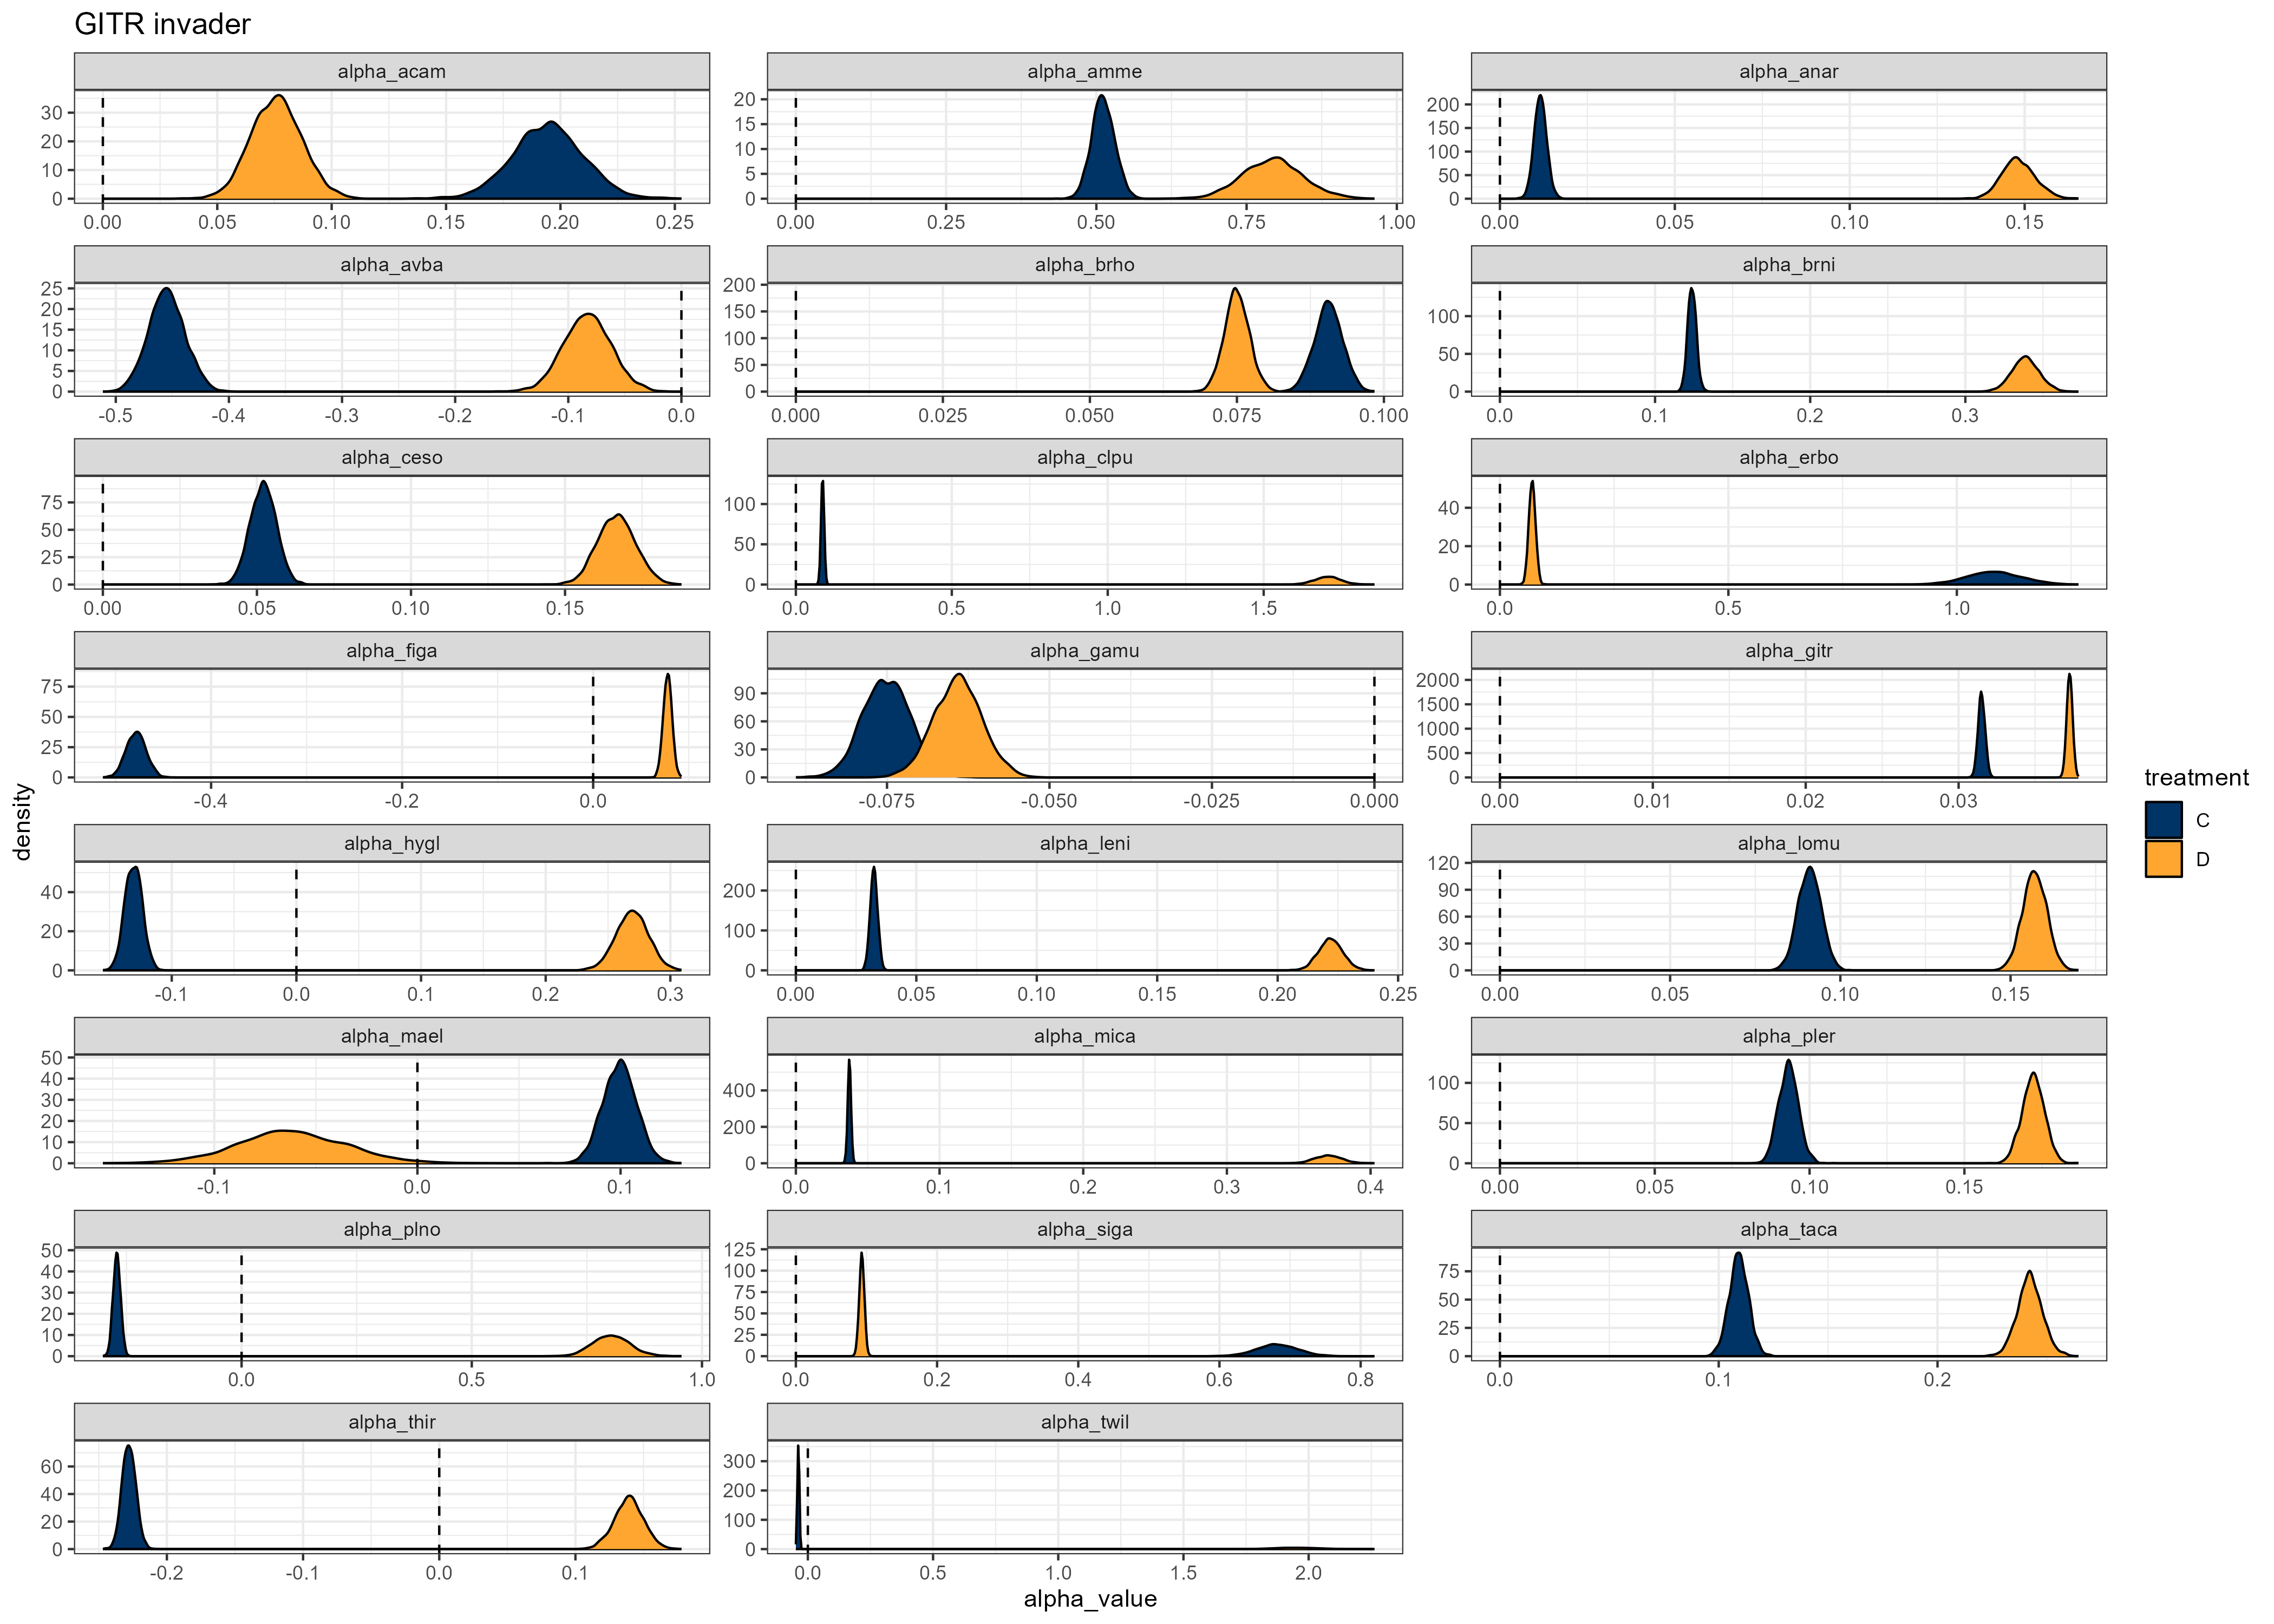 GITR invader
alpha_acam
30
20
10
0
0.00 0.05 0.10 0.15 0.20 0.25
alpha_amme
20
15
10
5
0
0.00 0.25 0.50 0.75 1.00
alpha_anar
200
150
100
50
0
0.00 0.05 0.10 0.15
alpha_avba
25
20
15
10
5
0
-0.5 -0.4 -0.3 -0.2 -0.1 0.0
alpha_brho
200
150
100
50
0
0.000 0.025 0.050 0.075 0.100
alpha_brni
100
50
0
0.0 0.1 0.2 0.3
alpha_ceso
75
50
25
0
0.00 0.05 0.10 0.15
alpha_clpu
100
50
0
0.0 0.5 1.0 1.5
alpha_erbo
40
20
0
0.0 0.5 1.0
alpha_figa
75
50
25
0
-0.4 -0.2 0.0
alpha_gamu
90
60
30
0
-0.075 -0.050 -0.025 0.000
alpha_gitr
2000
1500
1000
500
0
0.00 0.01 0.02 0.03
alpha_hygl
40
20
0
-0.1 0.0 0.1 0.2 0.3
alpha_leni
200
100
0
0.00 0.05 0.10 0.15 0.20 0.25
alpha_lomu
120
90
60
30
0
0.00 0.05 0.10 0.15
alpha_mael
50
40
30
20
10
0
-0.1 0.0 0.1
alpha_mica
400
200
0
0.0 0.1 0.2 0.3 0.4
alpha_pler
100
50
0
0.00 0.05 0.10 0.15
alpha_plno
50
40
30
20
10
0
0.0 0.5 1.0
alpha_siga
125
100
75
50
25
0
0.0 0.2 0.4 0.6 0.8
alpha_taca
75
50
25
0
0.0 0.1 0.2
alpha_thir
60
40
20
0
-0.2 -0.1 0.0 0.1
alpha_twil
300
200
100
0
0.0 0.5 1.0 1.5 2.0
density
alpha_value
treatment
C
D